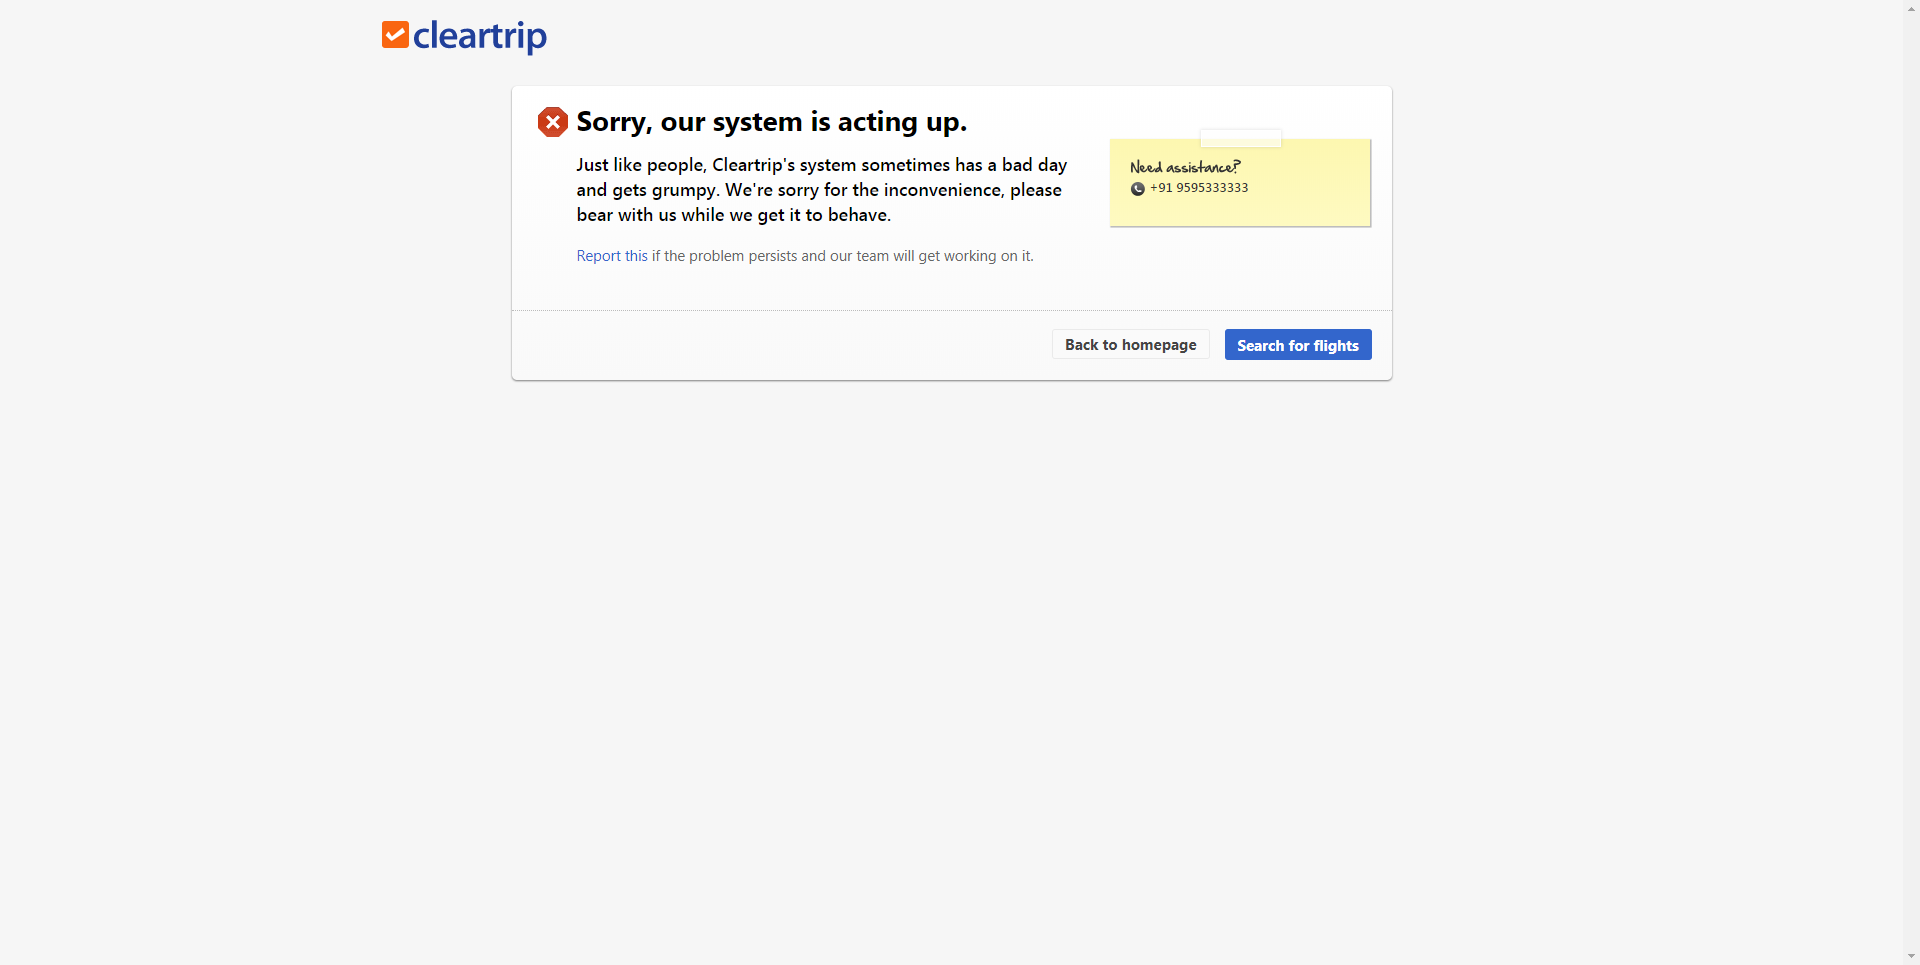 cleartrip
Sorry, our system is acting up.
Just like people, Cleartrip's system sometimes has a bad day
and gets grumpy. We're sorry for the inconvenience, please
bear with us while we get it to behave.
Report this if the problem persists and our team will get working on it.
Need assistance?
+91 9595333333
Back to homepage
Search for flights